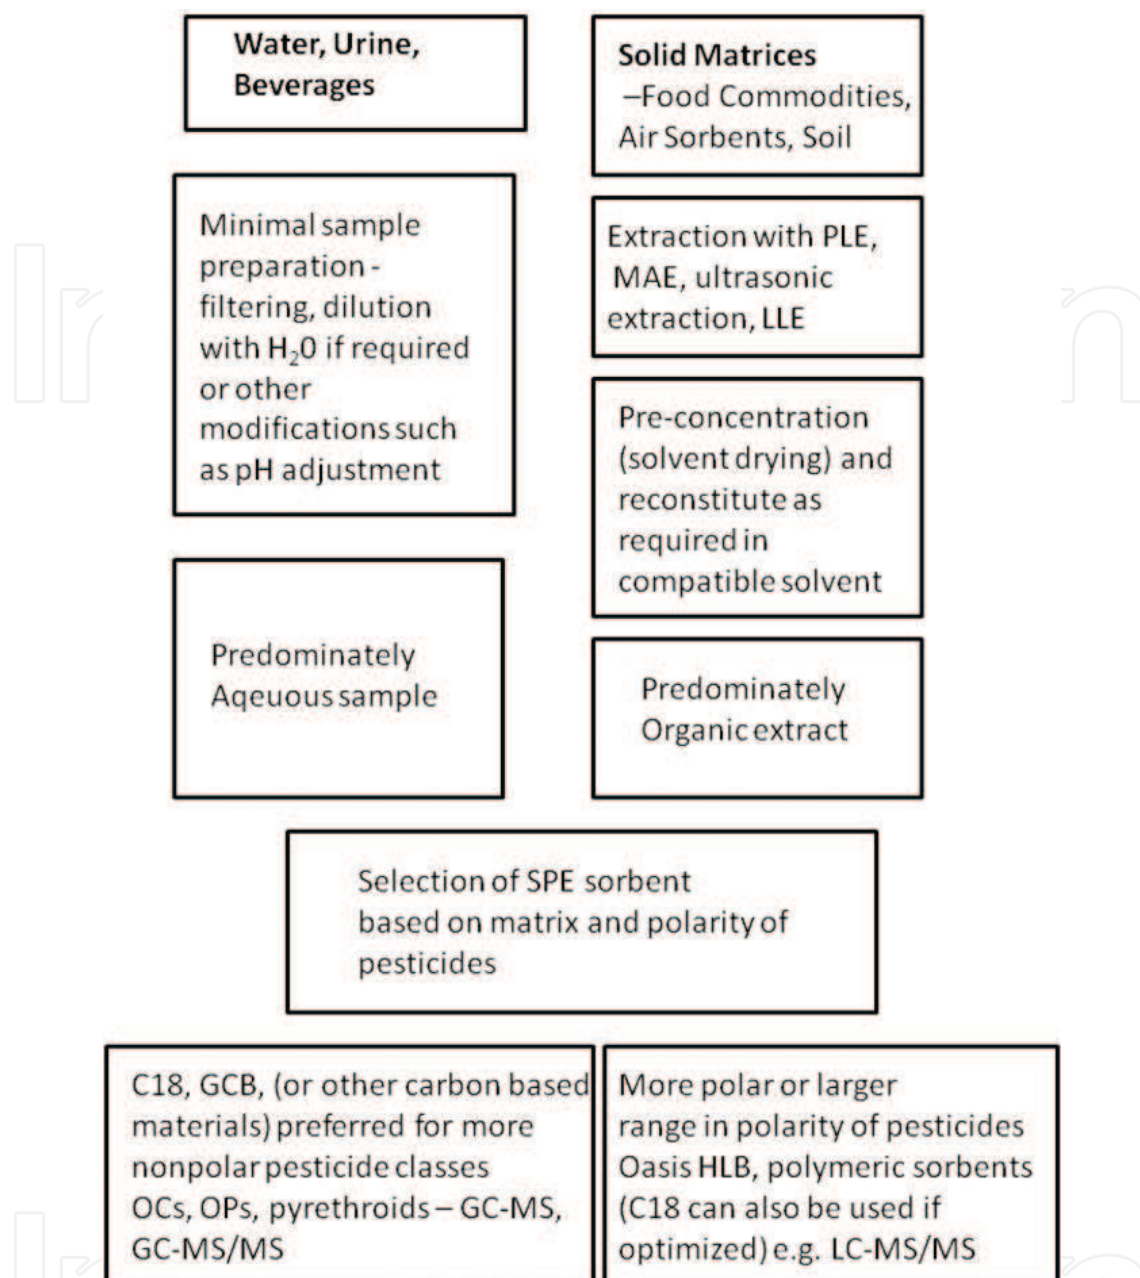 Water, Urine,
Beverages
Minimal sample
preparation -
filtering, dilution
with H₂0 if required
or other
modifications such
as pH adjustment
Predominately
Aqeuous sample
Solid Matrices
–Food Commodities,
Air Sorbents, Soil
Extraction with PLE,
MAE, ultrasonic
extraction, LLE
Pre-concentration
(solvent drying) and
reconstitute as
required in
compatible solvent
Predominately
Organic extract
Selection of SPE sorbent
based on matrix and polarity of
pesticides
C18, GCB, (or other carbon based
materials) preferred for more
nonpolar pesticide classes
OCs, OPs, pyrethroids – GC-MS,
GC-MS/MS
More polar or larger
range in polarity of pesticides
Oasis HLB, polymeric sorbents
(C18 can also be used if
optimized) e.g. LC-MS/MS